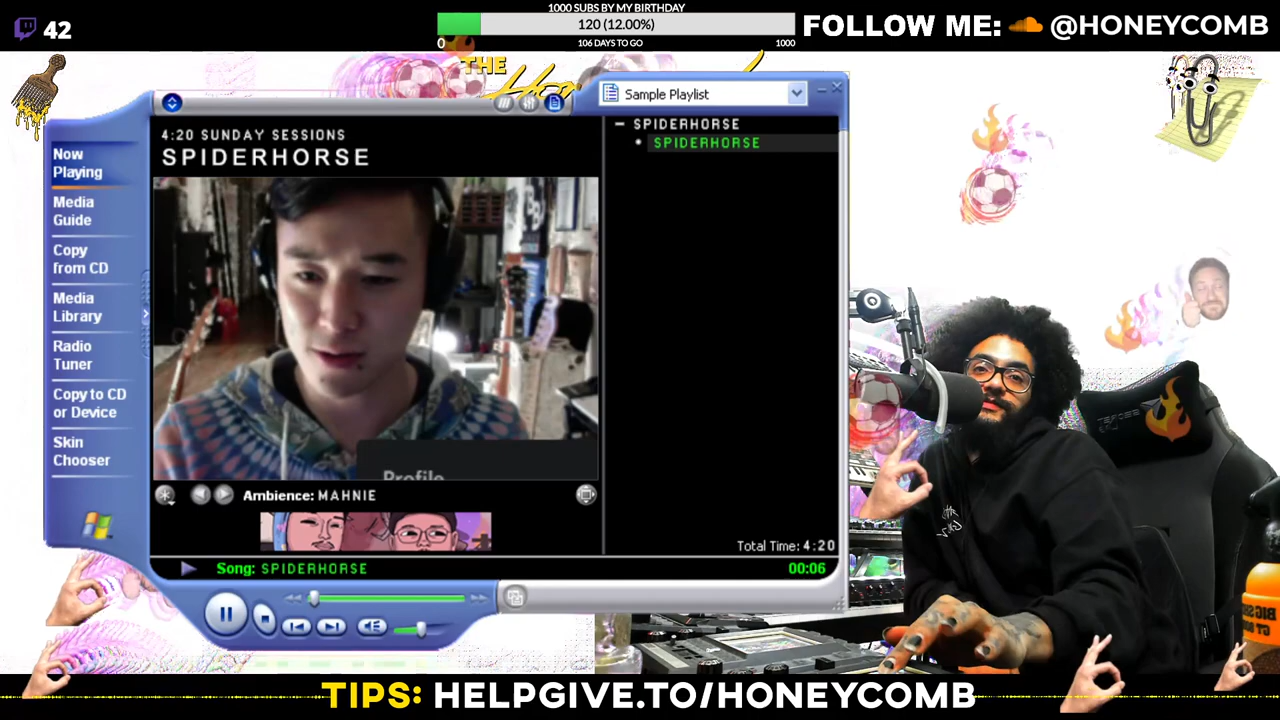 42
1000 SUBS BY MY BIRTHDAY
120 (12.00%)
0
106 DAYS TO GO
1000
FOLLOW ME: @HONEYCOMB
THE
Sample Playlist
4:20 SUNDAY SESSIONS
SPIDERHORSE
SPIDERHORSE
SPIDERHORSE
Now
Playing
Media
Guide
Copy
from CD
Media
Library
Radio
Tuner
Copy to CD
or Device
Skin
Chooser
Profile
Ambience: MAHNIE
Total Time: 4:20
Song: SPIDERHORSE
00:06
TIPS: HELPGIVE.TO/HONEYCOMB